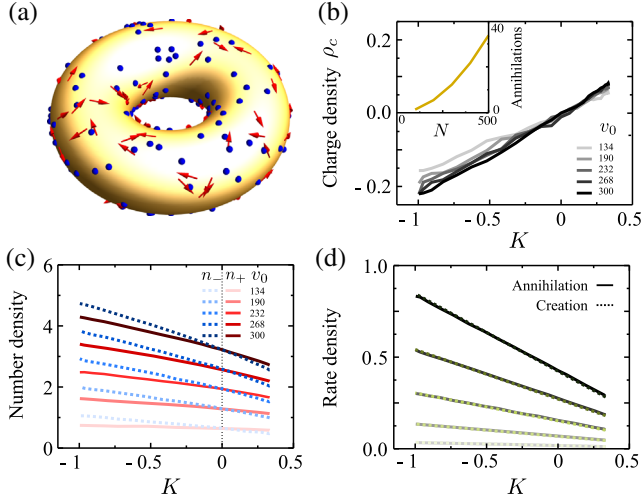 (a)
(b)
Charge density ρc
0.2
0.0
- 0.2
40
0
Annihilations
N
500
v0
134
190
232
268
300
- 1
- 0.5
0
0.5
K
(c)
Number density
6
4
2
0
n− n+ v0
134
190
232
268
300
- 1
- 0.5
0
0.5
K
(d)
Rate density
1.0
0.5
0.0
Annihilation
Creation
- 1
- 0.5
0
0.5
K